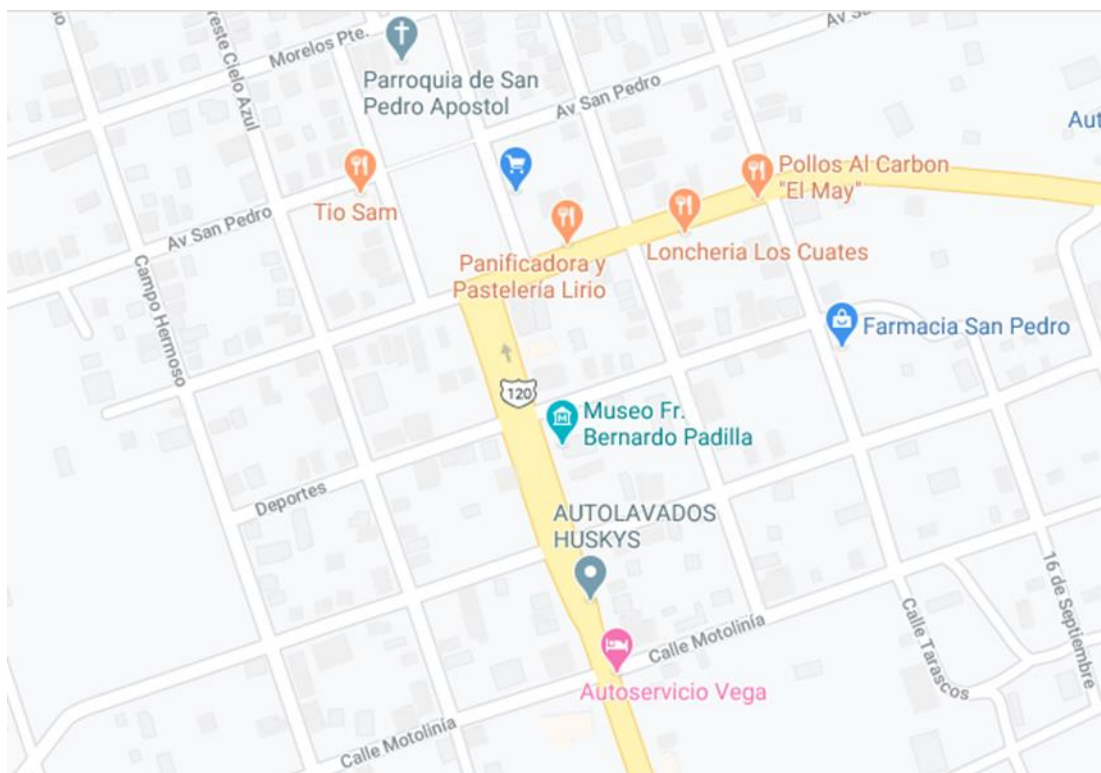 Morelos Pte.
Av S
reste Cielo Azul
Parroquia de San
Pedro Apostol
Av San Pedro
Aut
Pollos Al Carbon
"El May"
Tio Sam
Av San Pedro
Loncheria Los Cuates
Panificadora y
Pastelería Lirio
Campo Hermoso
Farmacia San Pedro
120
Museo Fr.
Bernardo Padilla
M
Deportes
AUTOLAVADOS
HUSKYS
16 de Septiembre
Calle Tarascos
Calle Motolinía
Autoservicio Vega
Calle Motolinía